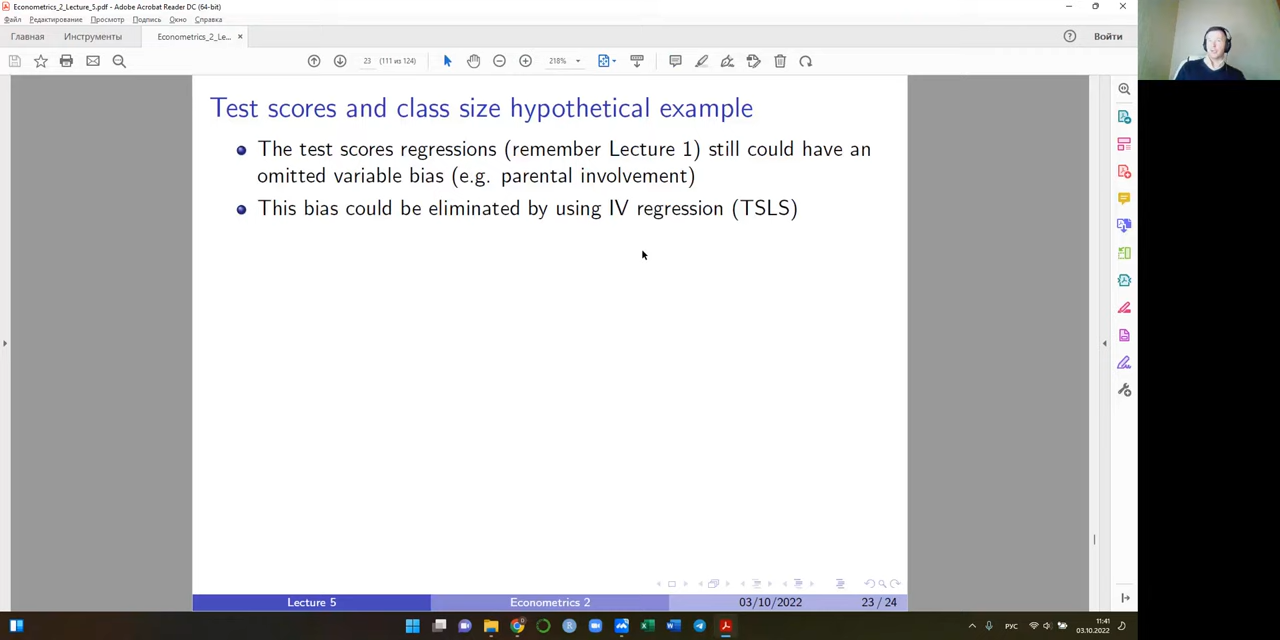 Econometrics_2_Lecture_5.pdf - Adobe Acrobat Reader DC (64-bit)
Файл Редактирование Просмотр Подпись Окно Справка
Главная Инструменты Econometrics_2_Le... × Войти
23 (111 из 124) 218%
Test scores and class size hypothetical example
The test scores regressions (remember Lecture 1) still could have an
omitted variable bias (e.g. parental involvement)
This bias could be eliminated by using IV regression (TSLS)
Lecture 5 Econometrics 2 03/10/2022 23 / 24
РУС 11:41
03.10.2022